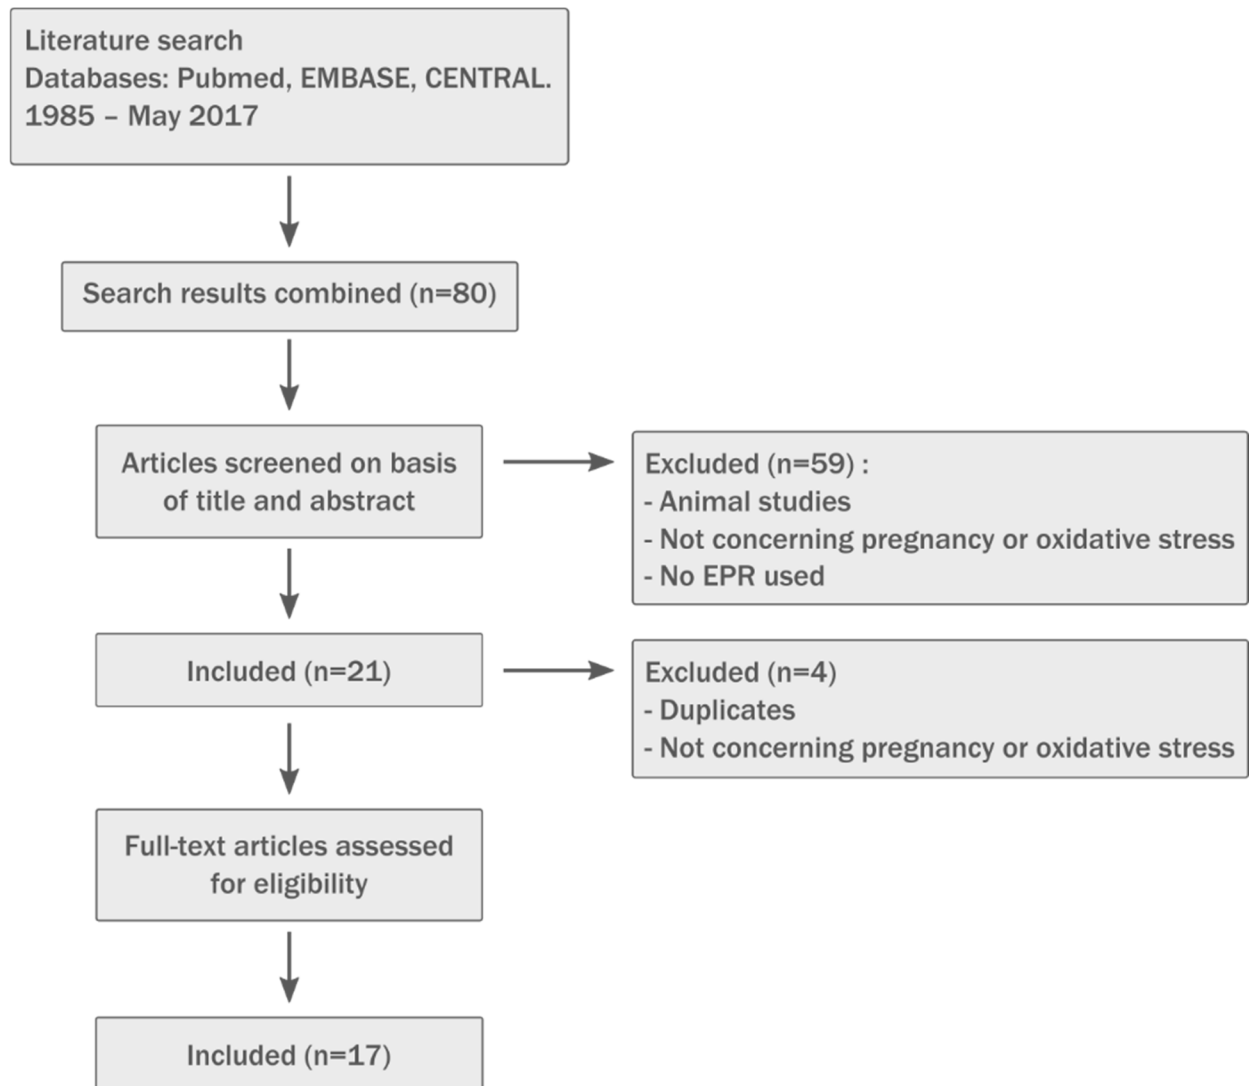 Literature search
Databases: Pubmed, EMBASE, CENTRAL.
1985 – May 2017
Search results combined (n=80)
Articles screened on basis
of title and abstract
Excluded (n=59) :
- Animal studies
- Not concerning pregnancy or oxidative stress
- No EPR used
Included (n=21)
Excluded (n=4)
- Duplicates
- Not concerning pregnancy or oxidative stress
Full-text articles assessed
for eligibility
Included (n=17)